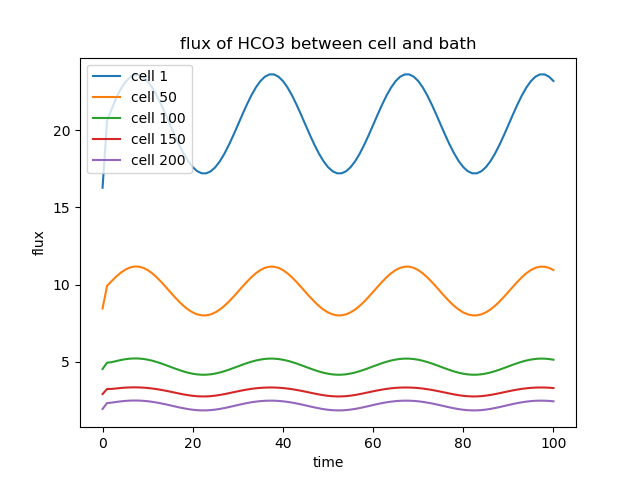 flux of HCO3 between cell and bath
cell 1
cell 50
cell 100
cell 150
cell 200
20
15
10
5
flux
0 20 40 60 80 100
time